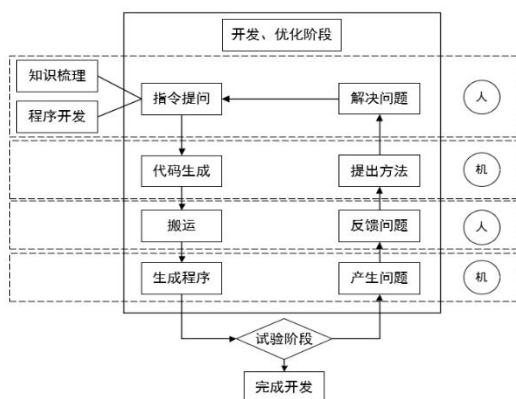 开发、优化阶段
知识梳理
程序开发
指令提问
解决问题
人
代码生成
提出方法
机
搬运
反馈问题
人
生成程序
产生问题
机
试验阶段
完成开发